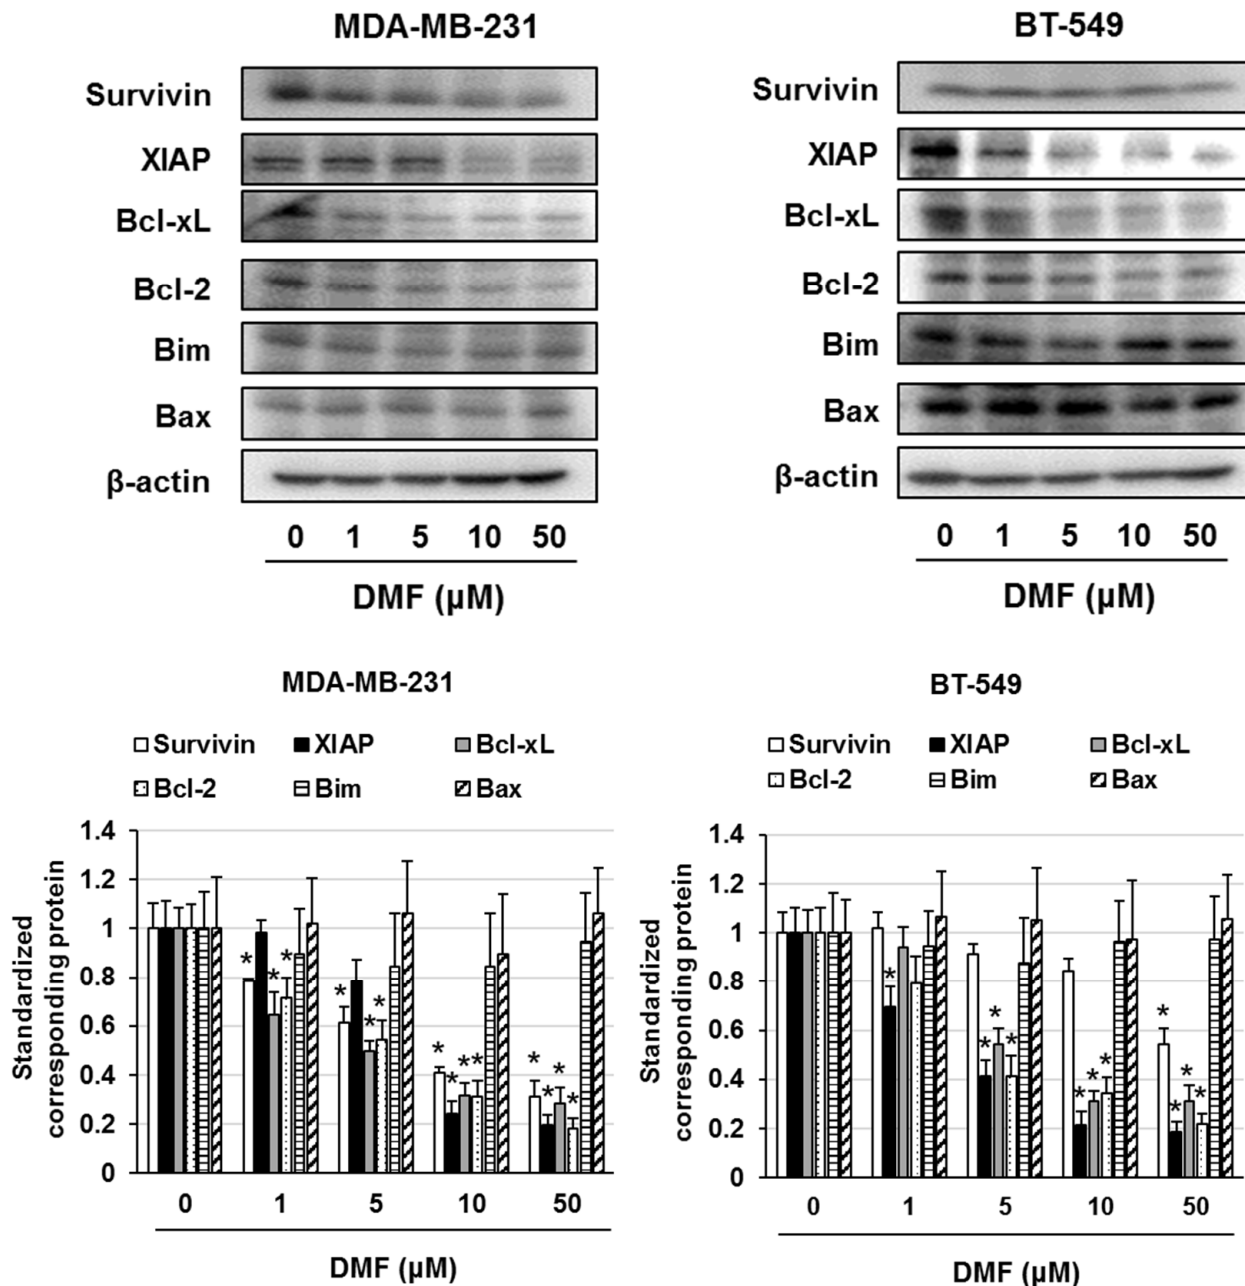 MDA-MB-231
Survivin
XIAP
Bcl-xL
Bcl-2
Bim
Bax
β-actin
0 1 5 10 50
DMF (µM)
BT-549
Survivin
XIAP
Bcl-xL
Bcl-2
Bim
Bax
β-actin
0 1 5 10 50
DMF (µM)
MDA-MB-231
Survivin XIAP Bcl-xL
Bcl-2 Bim Bax
Standardized
corresponding protein
1.4
1.2
1
0.8
0.6
0.4
0.2
0
* * *
* * *
* * * *
* * * *
0 1 5 10 50
DMF (µM)
BT-549
Survivin XIAP Bcl-xL
Bcl-2 Bim Bax
Standardized
corresponding protein
1.4
1.2
1
0.8
0.6
0.4
0.2
0
*
* * *
* * *
* * * *
0 1 5 10 50
DMF (µM)